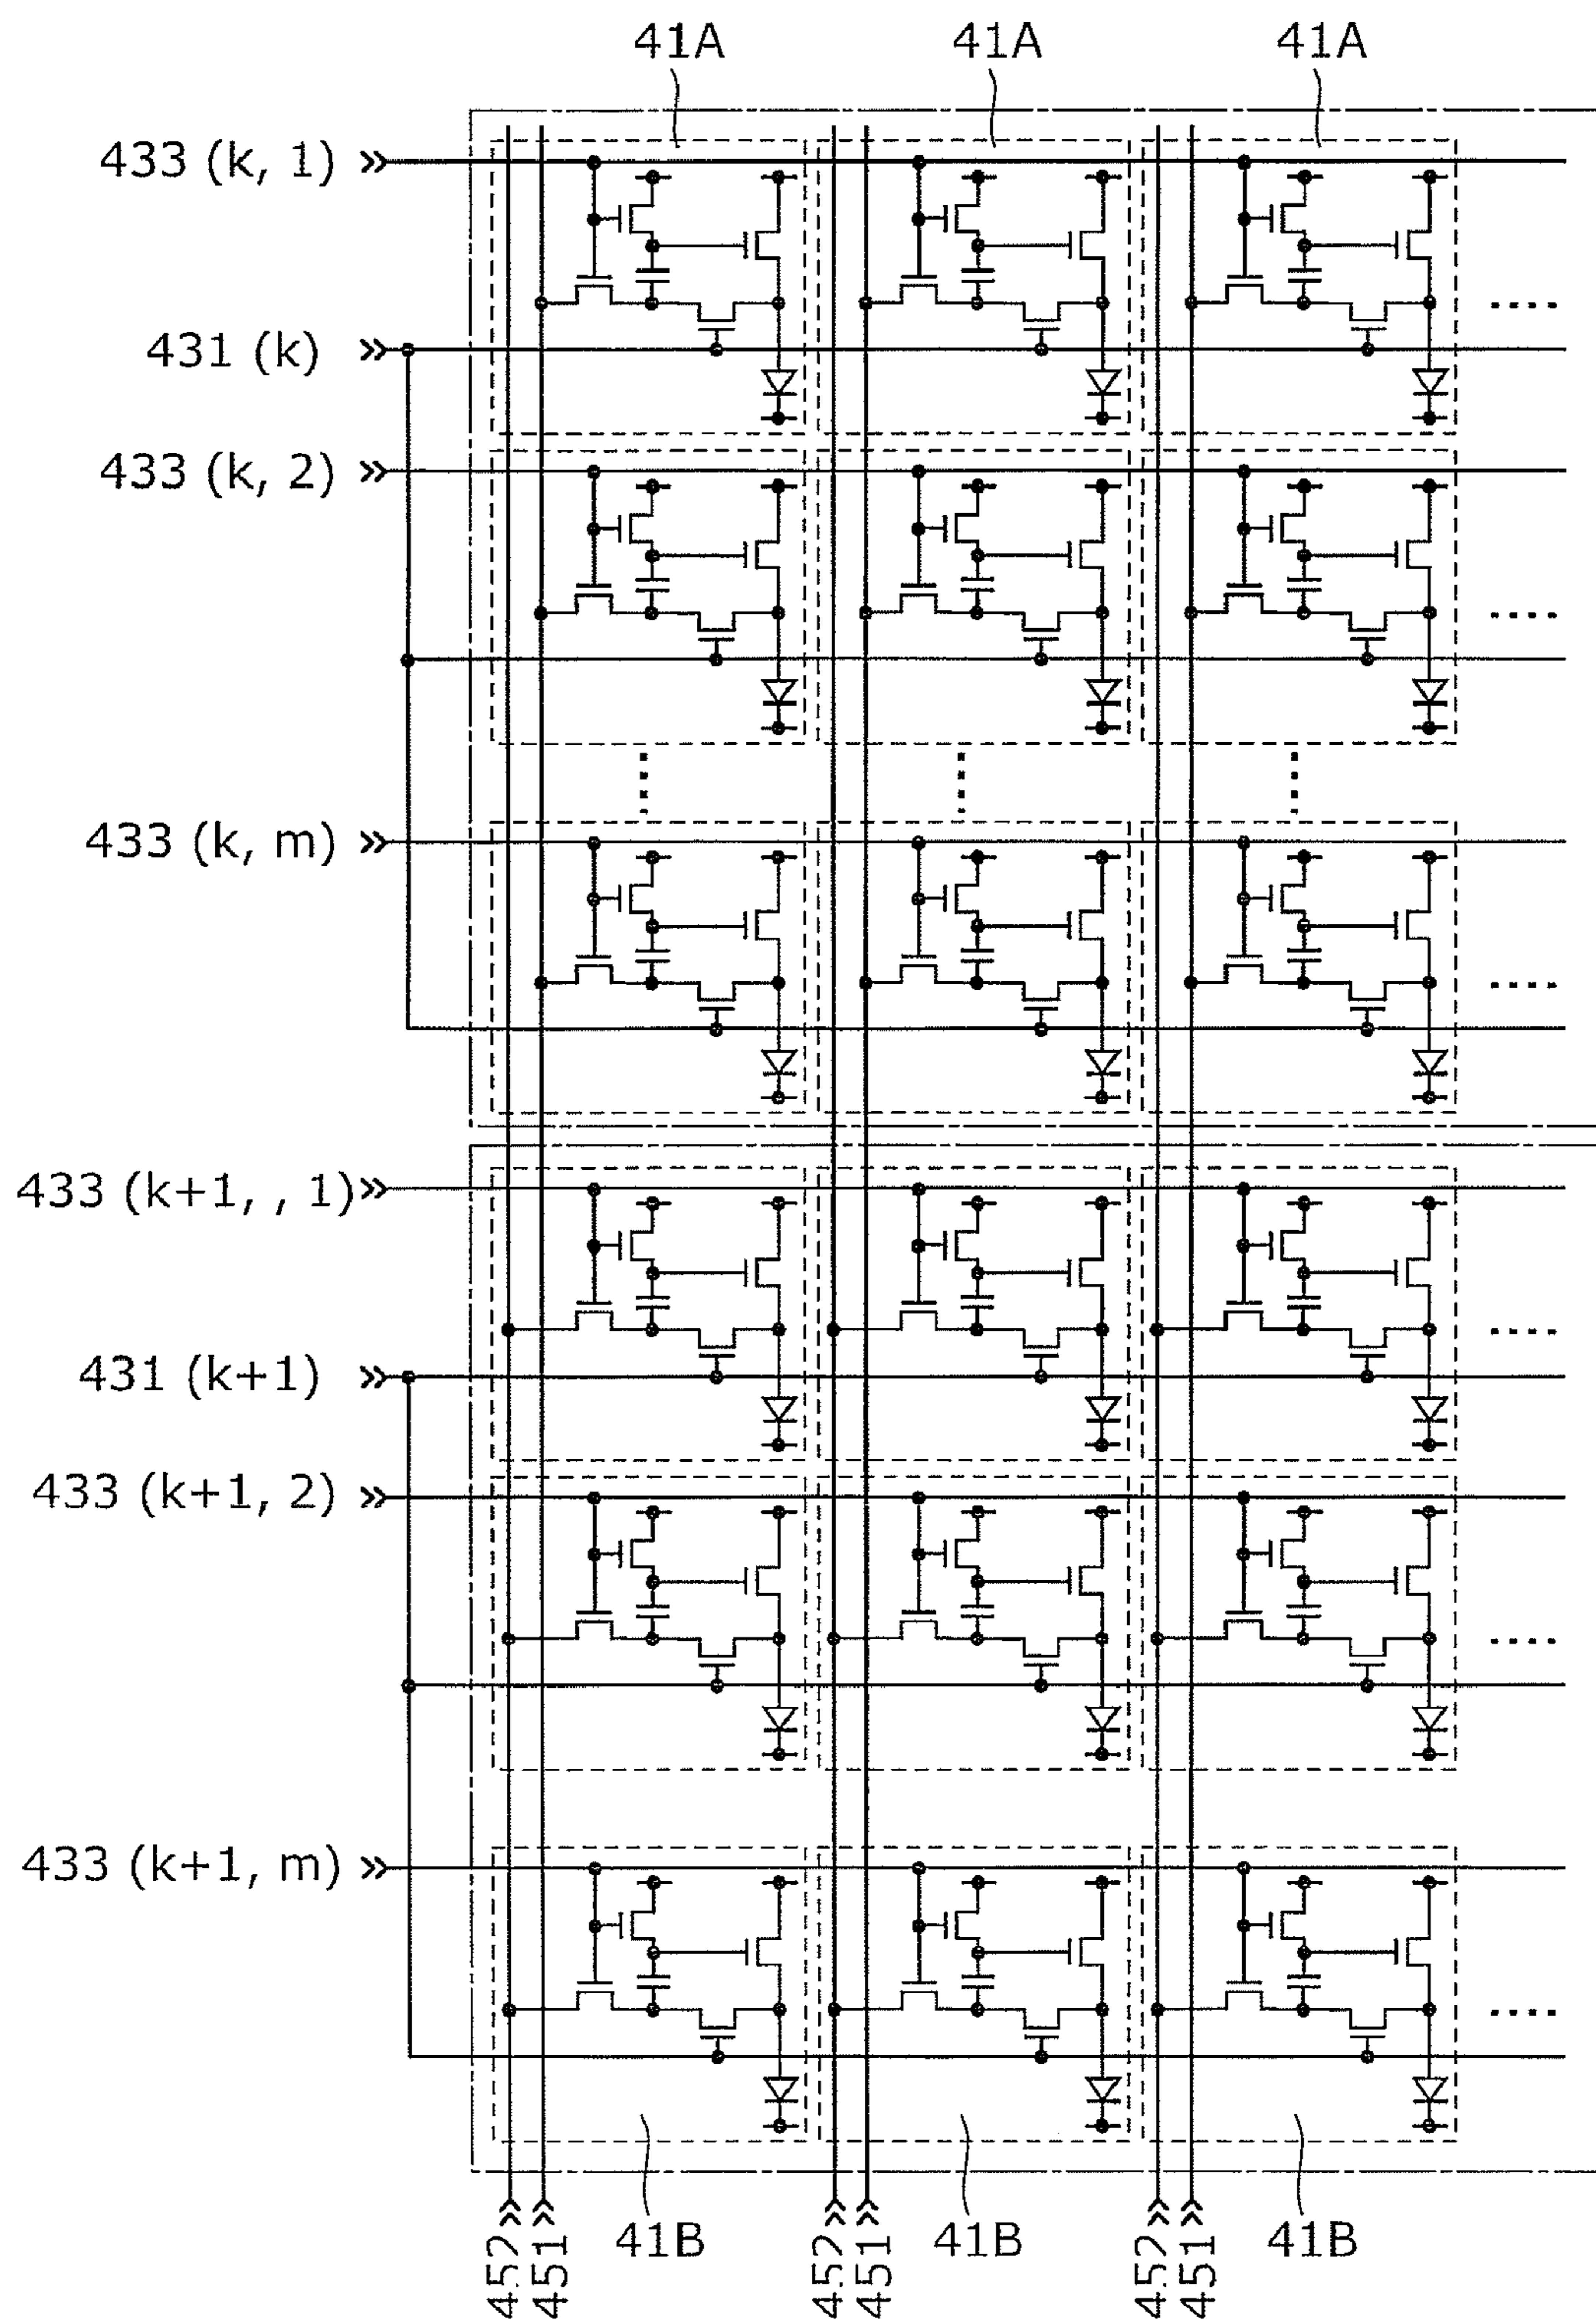 41A 41A 41A
433 (k, 1)
431 (k)
433 (k, 2)
433 (k, m)
433 (k+1, , 1)
431 (k+1)
433 (k+1, 2)
433 (k+1, m)
41B 41B 41B
452 451 452 451 452 451